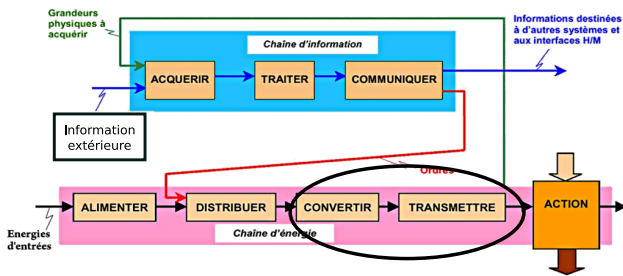 Grandeurs
physiques à
acquérir
Chaîne d'information
Informations destinées
à d'autres systèmes et
aux interfaces H/M
ACQUERIR
TRAITER
COMMUNIQUER
Information
extérieure
Ordres
ALIMENTER
DISTRIBUER
CONVERTIR
TRANSMETTRE
ACTION
Energies
d'entrées
Chaîne d'énergie